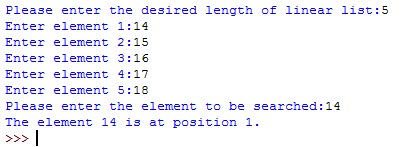 Please enter the desired length of linear list:5
Enter element 1:14
Enter element 2:15
Enter element 3:16
Enter element 4:17
Enter element 5:18
Please enter the element to be searched:14
The element 14 is at position 1.
>>>